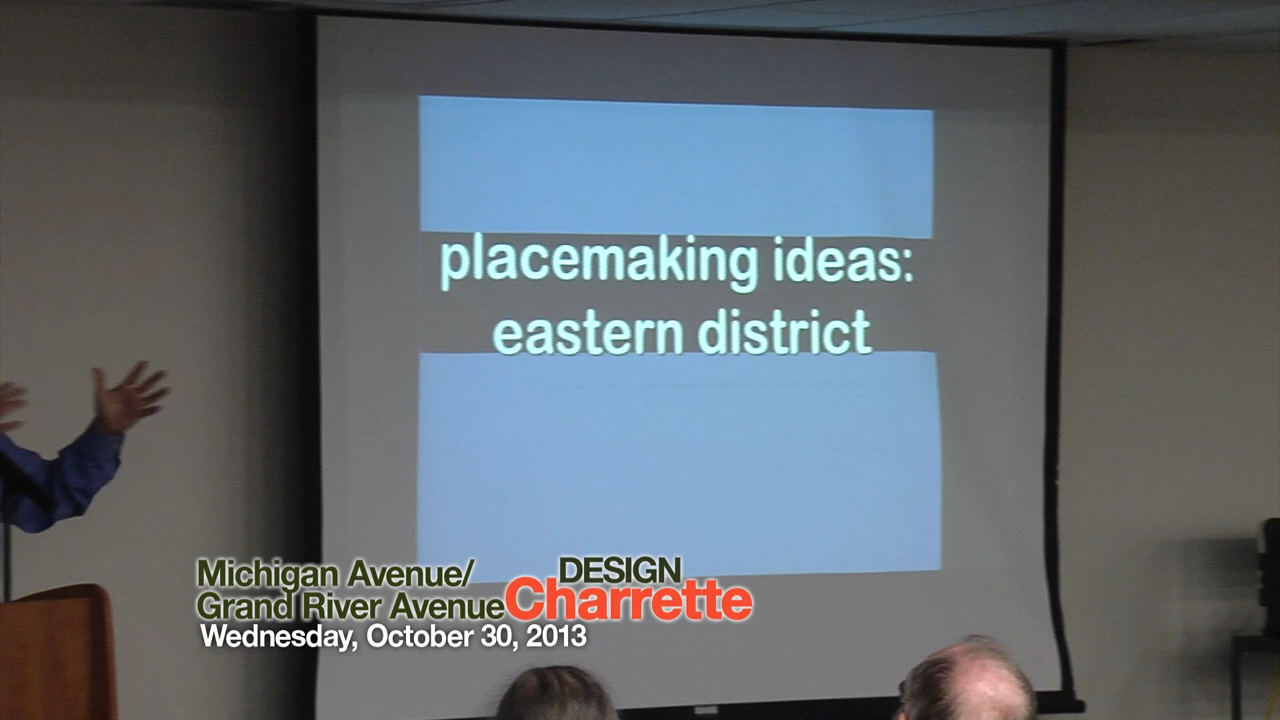 placemaking ideas:
eastern district
Michigan Avenue/
Grand River Avenue
DESIGN
Charrette
Wednesday, October 30, 2013